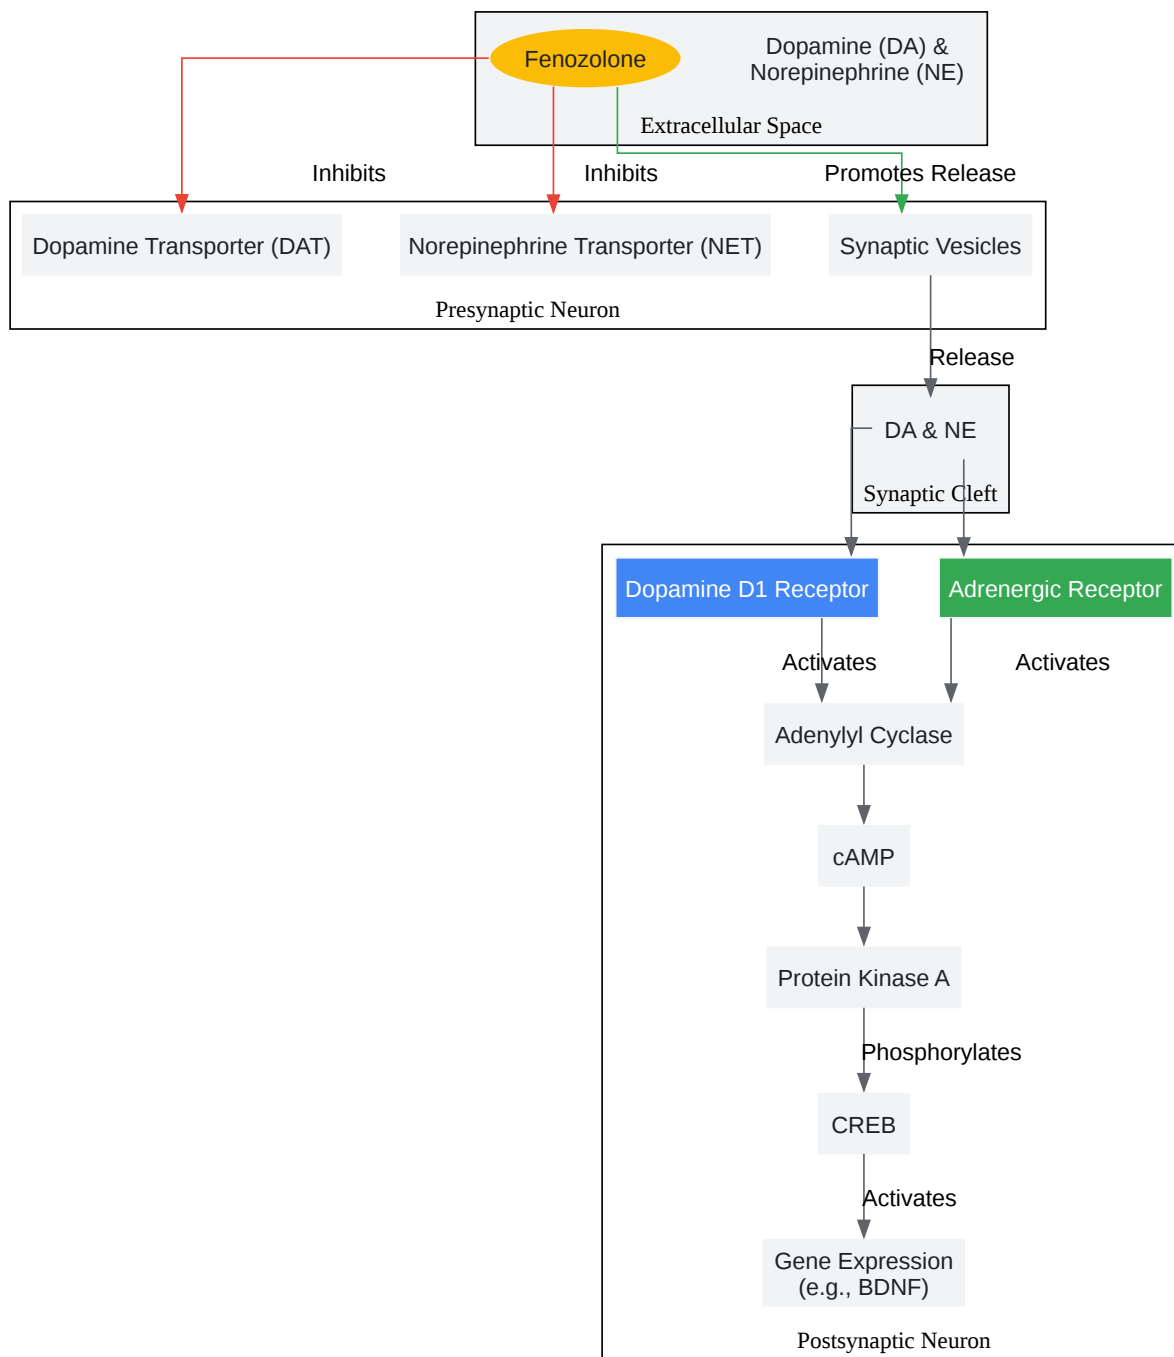 Fenozolone
Dopamine (DA) &
Norepinephrine (NE)
Extracellular Space
Inhibits
Inhibits
Promotes Release
Dopamine Transporter (DAT)
Norepinephrine Transporter (NET)
Synaptic Vesicles
Presynaptic Neuron
Release
DA & NE
Synaptic Cleft
Dopamine D1 Receptor
Adrenergic Receptor
Activates
Activates
Adenylyl Cyclase
cAMP
Protein Kinase A
Phosphorylates
CREB
Activates
Gene Expression
(e.g., BDNF)
Postsynaptic Neuron